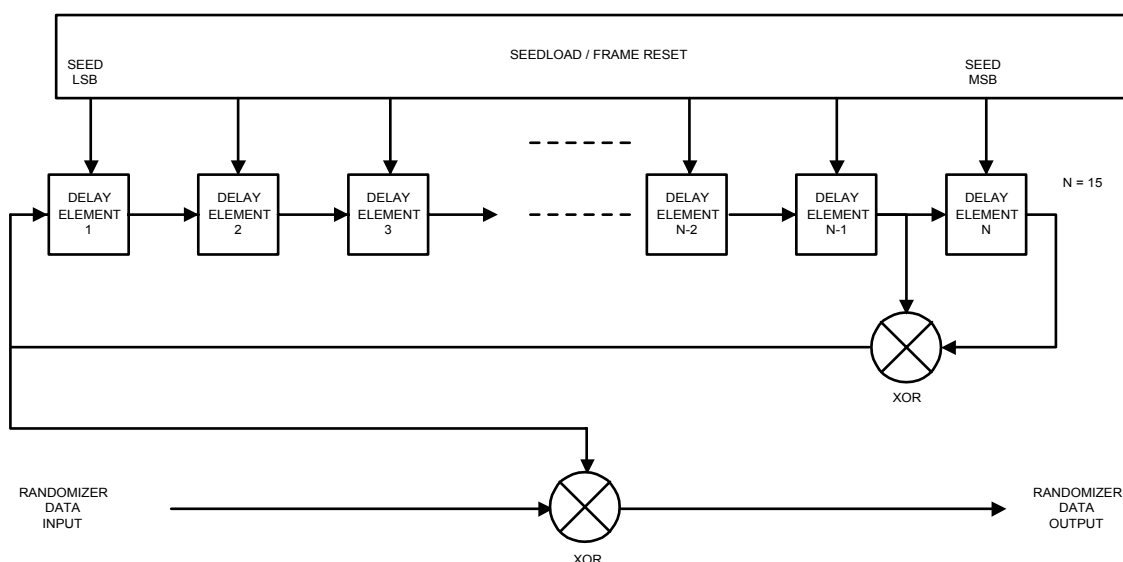 SEEDLOAD / FRAME RESET
SEED
LSB
SEED
MSB
DELAY
ELEMENT
1
DELAY
ELEMENT
2
DELAY
ELEMENT
3
DELAY
ELEMENT
N-2
DELAY
ELEMENT
N-1
DELAY
ELEMENT
N
N = 15
XOR
RANDOMIZER
DATA
INPUT
XOR
RANDOMIZER
DATA
OUTPUT